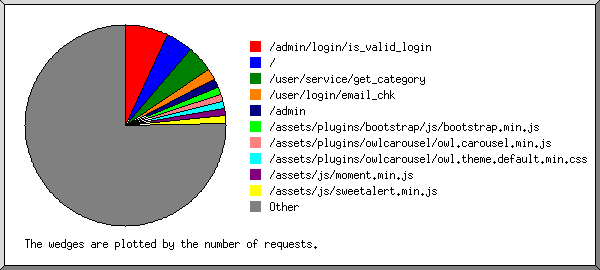 /admin/login/is_valid_login
/
/user/service/get_category
/user/login/email_chk
/admin
/assets/plugins/bootstrap/js/bootstrap.min.js
/assets/plugins/owlcarousel/owl.carousel.min.js
/assets/plugins/owlcarousel/owl.theme.default.min.css
/assets/js/moment.min.js
/assets/js/sweetalert.min.js
Other
The wedges are plotted by the number of requests.